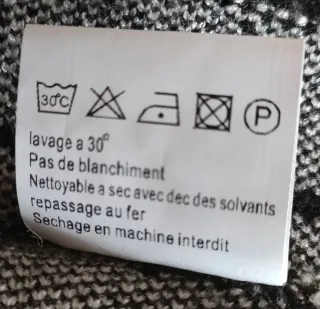 30°C P
lavage a 30°
Pas de blanchiment
Nettoyable a sec avec dec des solvants
repassage au fer
Sechage en machine interdit